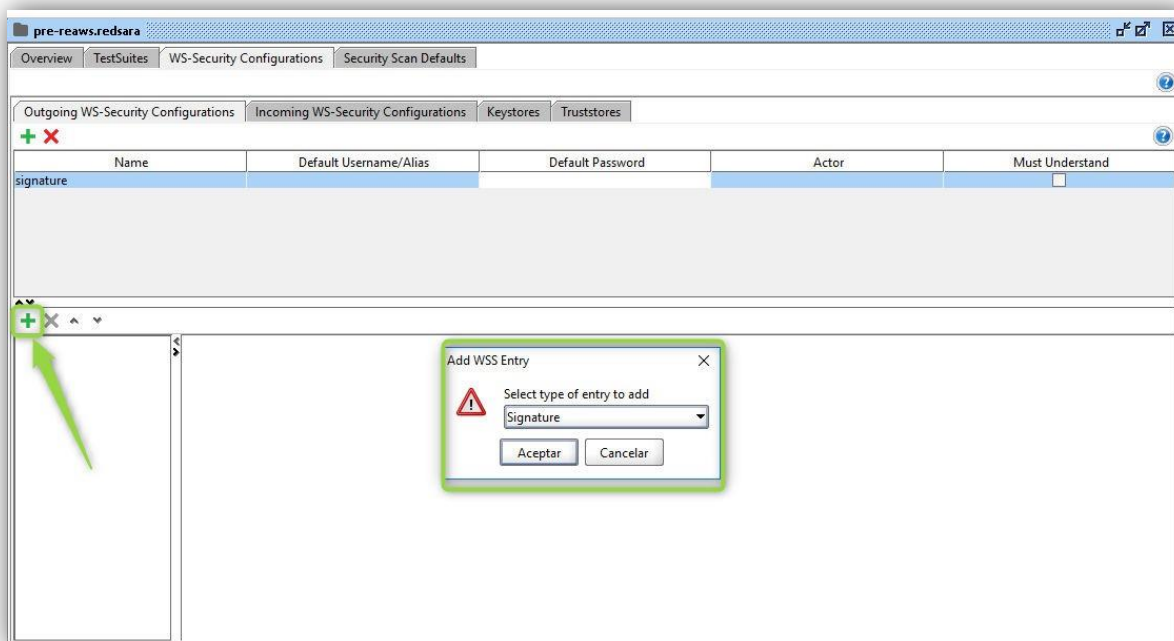 pre-reaws.redsara
Overview TestSuites WS-Security Configurations Security Scan Defaults
Outgoing WS-Security Configurations Incoming WS-Security Configurations Keystores Truststores
Name Default Username/Alias Default Password Actor Must Understand
signature
Add WSS Entry
Select type of entry to add
Signature
Aceptar Cancelar